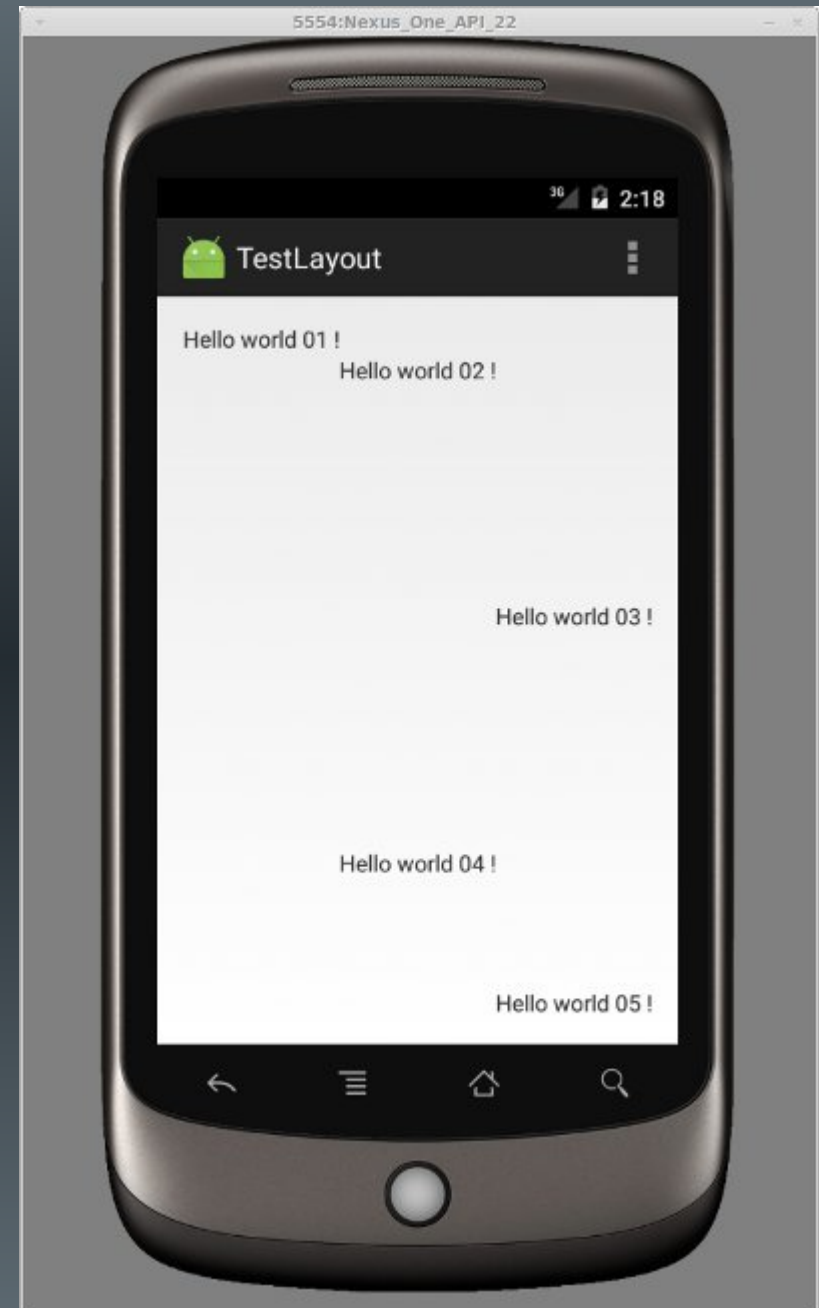 5554:Nexus_One_API_22
3G 2:18
TestLayout
Hello world 01 !
Hello world 02 !
Hello world 03 !
Hello world 04 !
Hello world 05 !